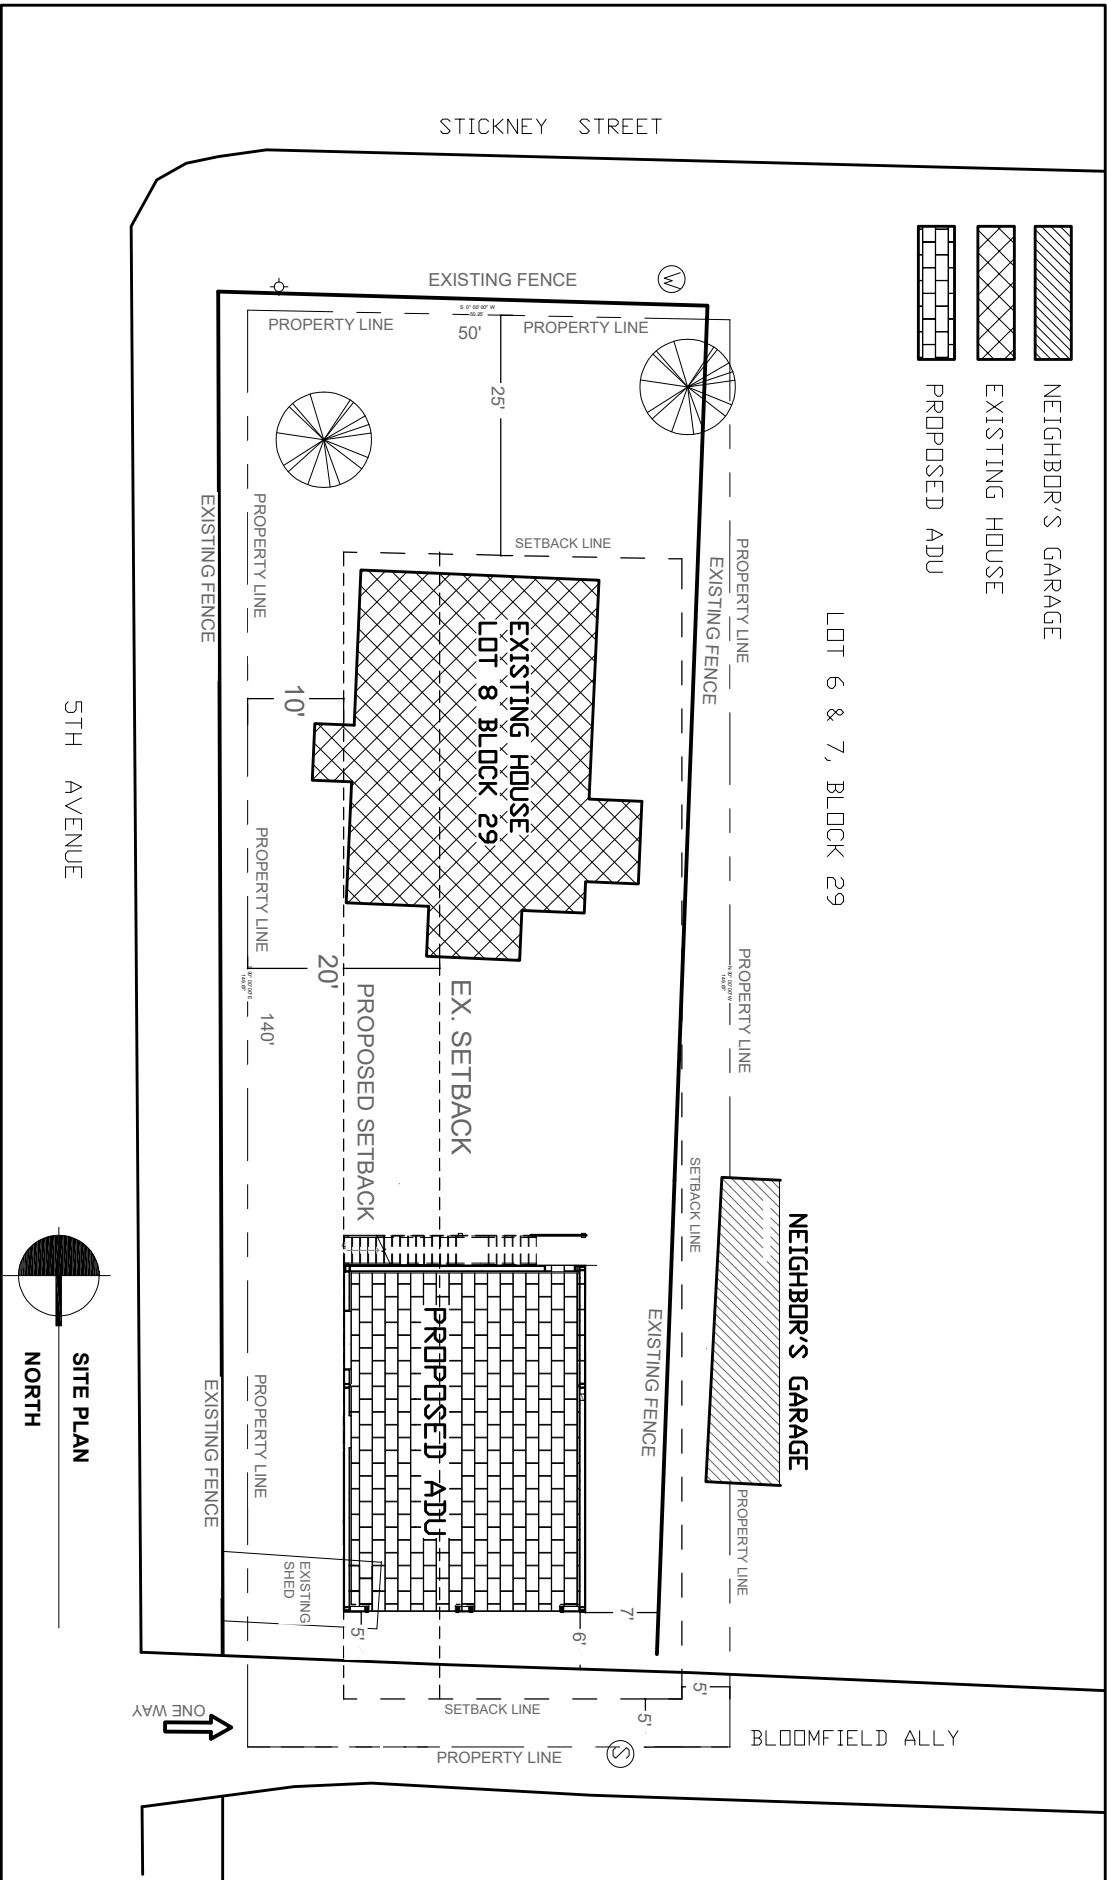 STICKNEY STREET
NEIGHBOR'S GARAGE
EXISTING HOUSE
PROPOSED ADU
EXISTING FENCE
W
PROPERTY LINE
50'
PROPERTY LINE
25'
SETBACK LINE
EXISTING FENCE
PROPERTY LINE
EXISTING FENCE
PROPERTY LINE
LOT 6 & 7, BLOCK 29
EXISTING HOUSE
LOT 8 BLOCK 29
10'
5TH AVENUE
PROPERTY LINE
20'
140'
EX. SETBACK
PROPOSED SETBACK
PROPERTY LINE
SETBACK LINE
NEIGHBOR'S GARAGE
EXISTING FENCE
PROPOSED ADU
PROPERTY LINE
EXISTING FENCE
PROPERTY LINE
EXISTING
SHED
5'
6'
7'
SITE PLAN
NORTH
ONE WAY
SETBACK LINE
5'
5'
PROPERTY LINE
S
BLOOMFIELD ALLY